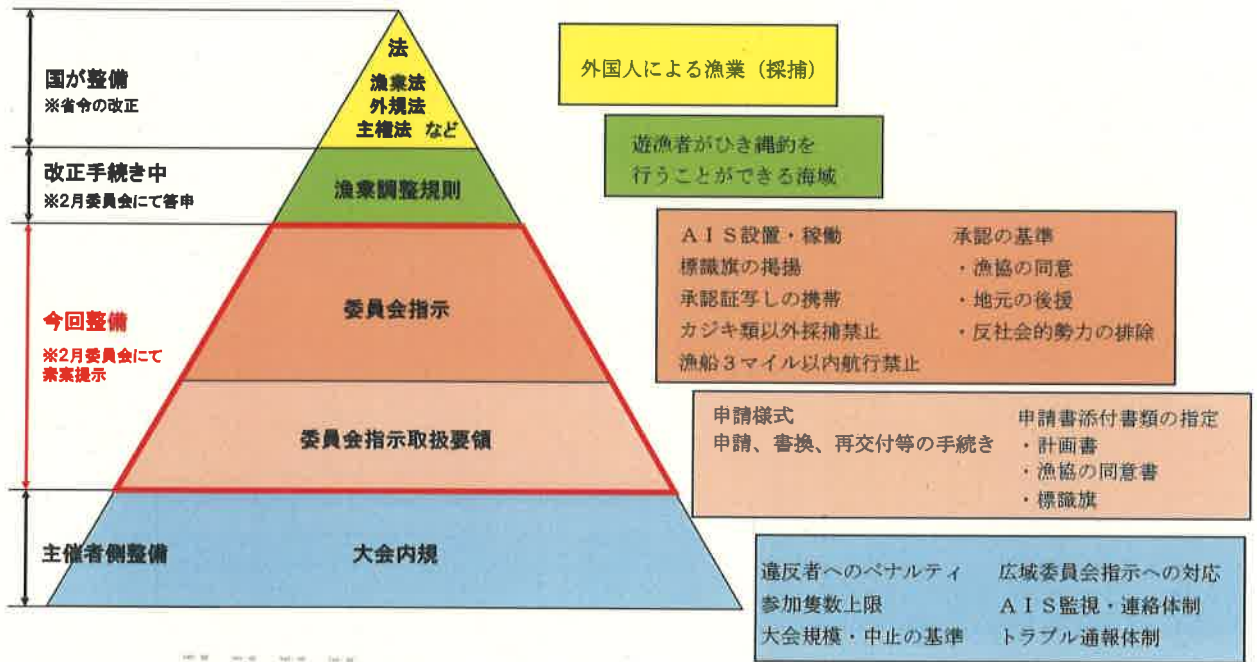 国が整備
※省令の改正
改正手続き中
※2月委員会にて答申
今回整備
※2月委員会にて
素案提示
主催者側整備
法
漁業法
外規法
主権法 など
漁業調整規則
委員会指示
委員会指示取扱要領
大会内規
外国人による漁業（採捕）
遊漁者がひき縄釣を
行うことができる海域
ＡＩＳ設置・稼働
標識旗の掲揚
承認証写しの携帯
カジキ類以外採捕禁止
漁船３マイル以内航行禁止
承認の基準
・漁協の同意
・地元の後援
・反社会的勢力の排除
申請様式
申請、書換、再交付等の手続き
申請書添付書類の指定
・計画書
・漁協の同意書
・標識旗
違反者へのペナルティ
参加隻数上限
大会規模・中止の基準
広域委員会指示への対応
ＡＩＳ監視・連絡体制
トラブル通報体制